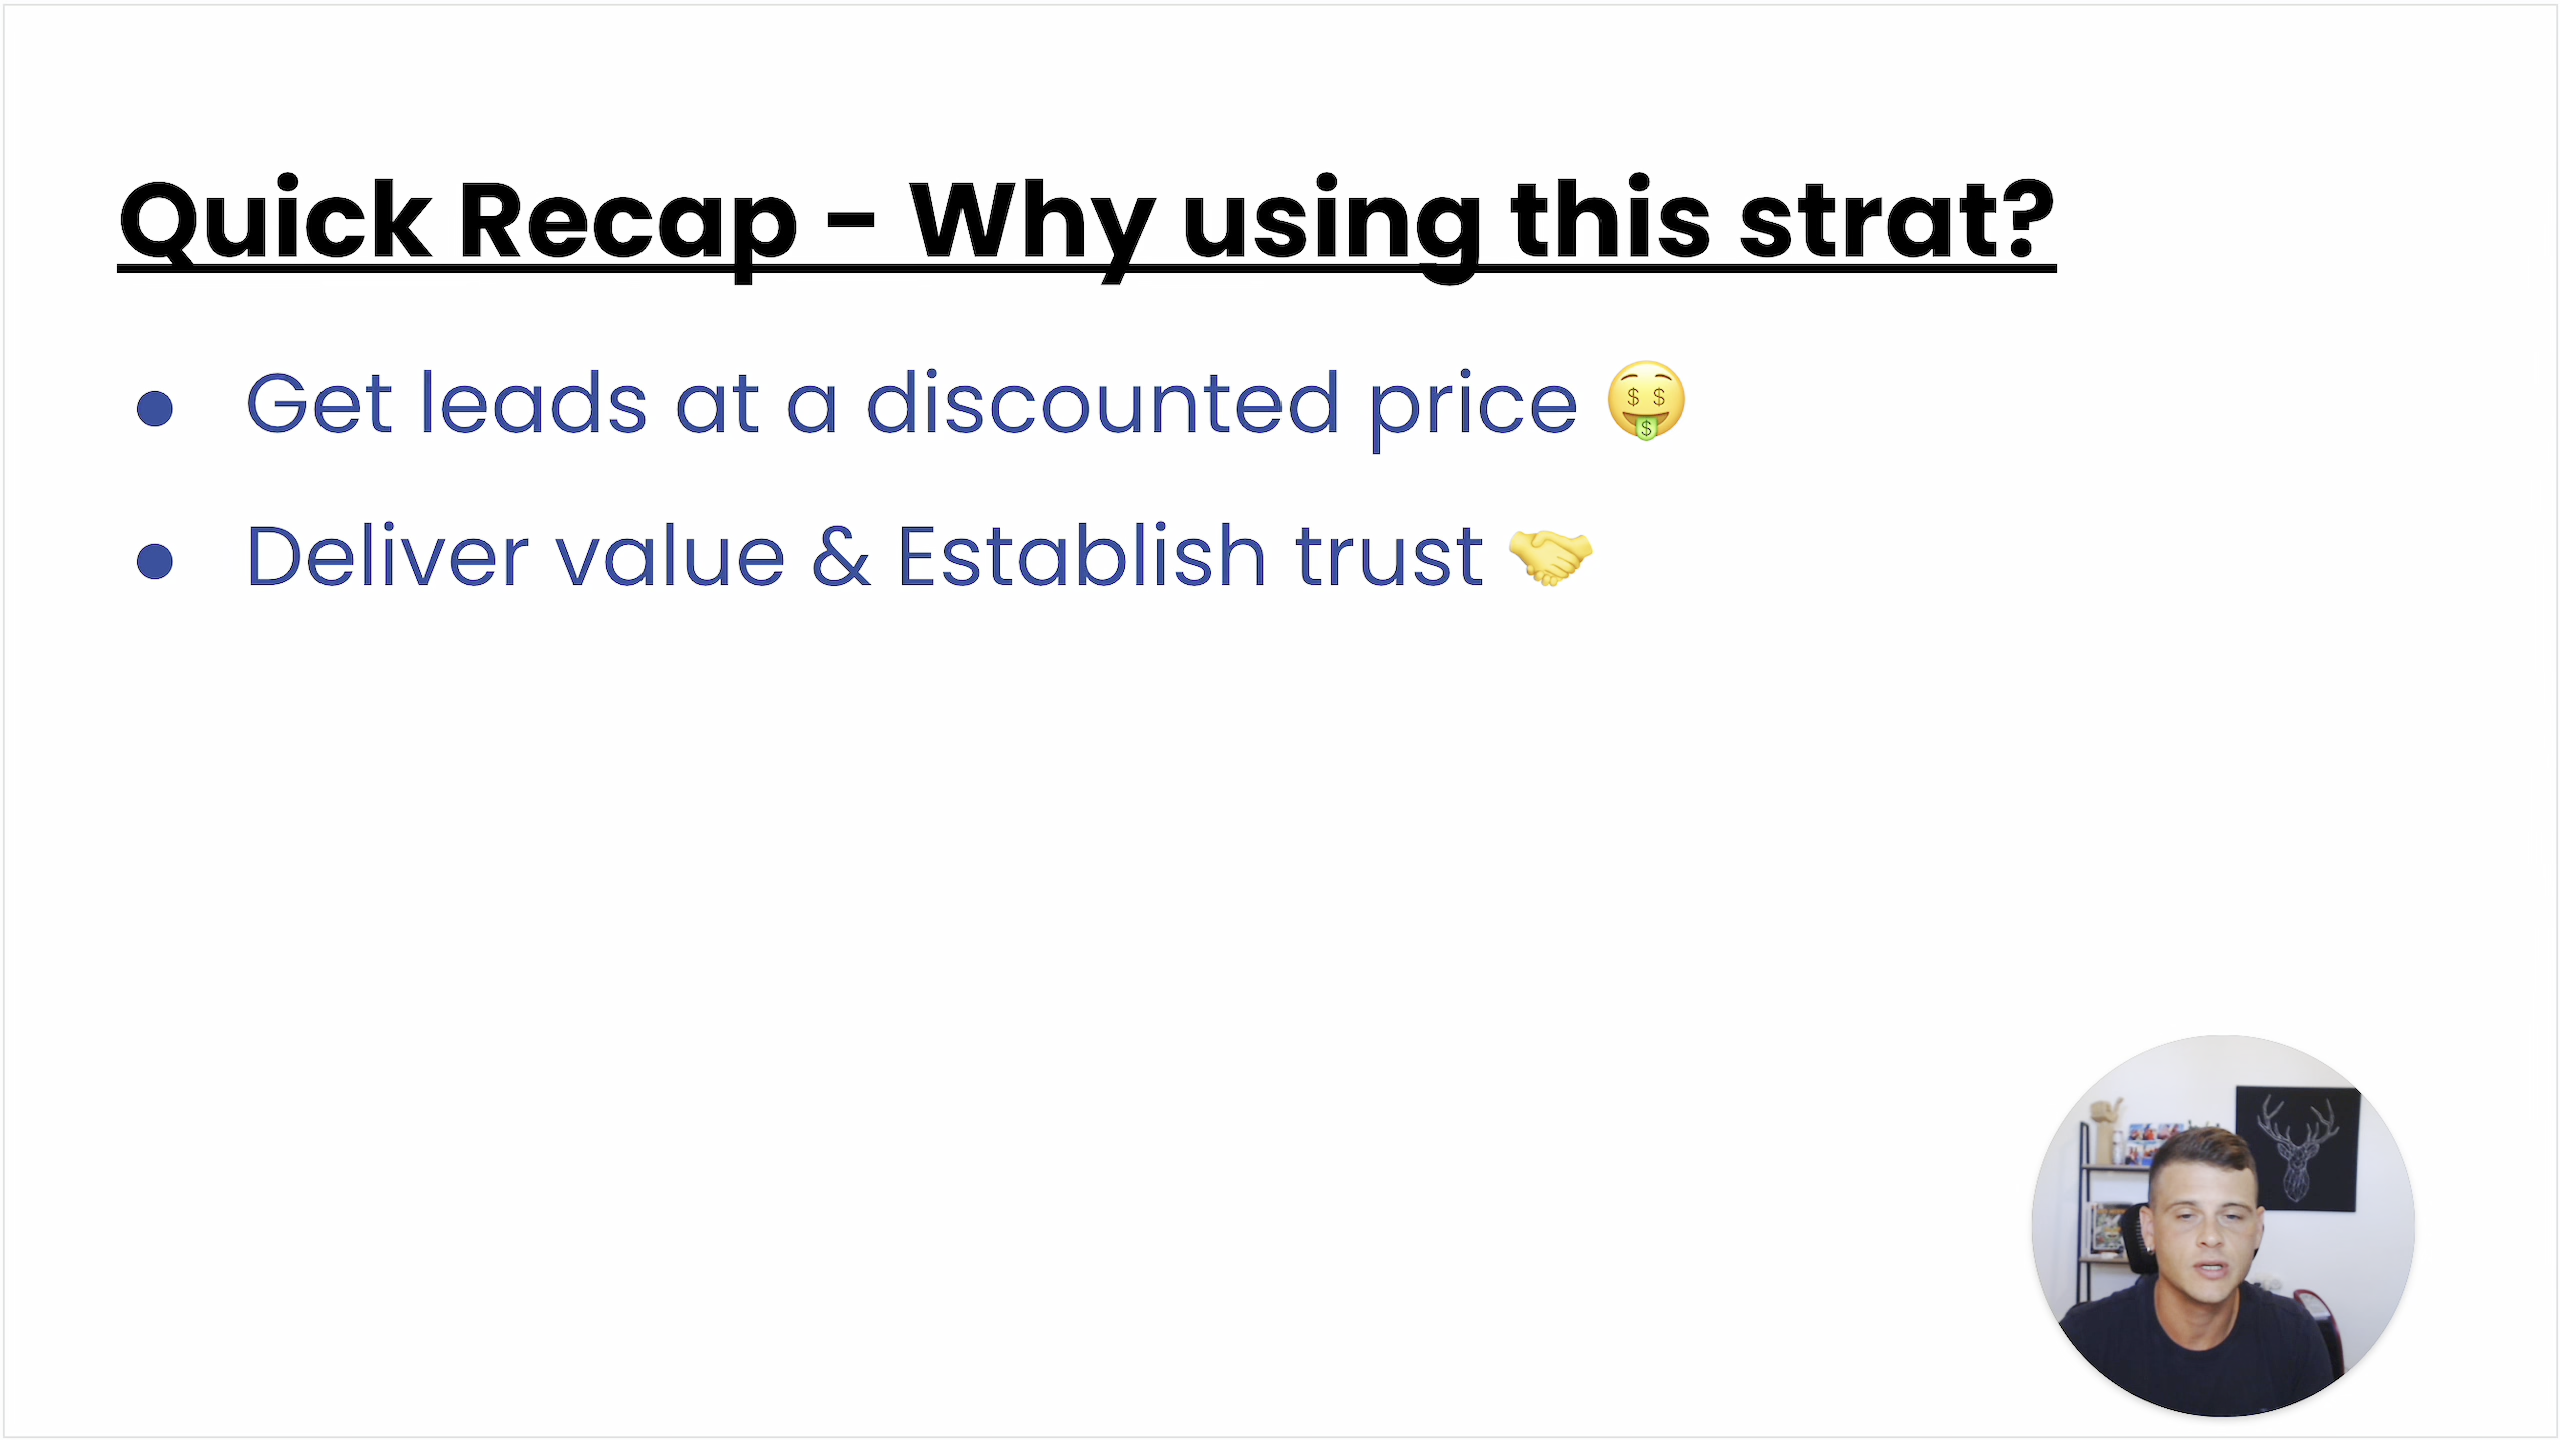 Quick Recap - Why using this strat?
● Get leads at a discounted price 🤑
● Deliver value & Establish trust 🤝